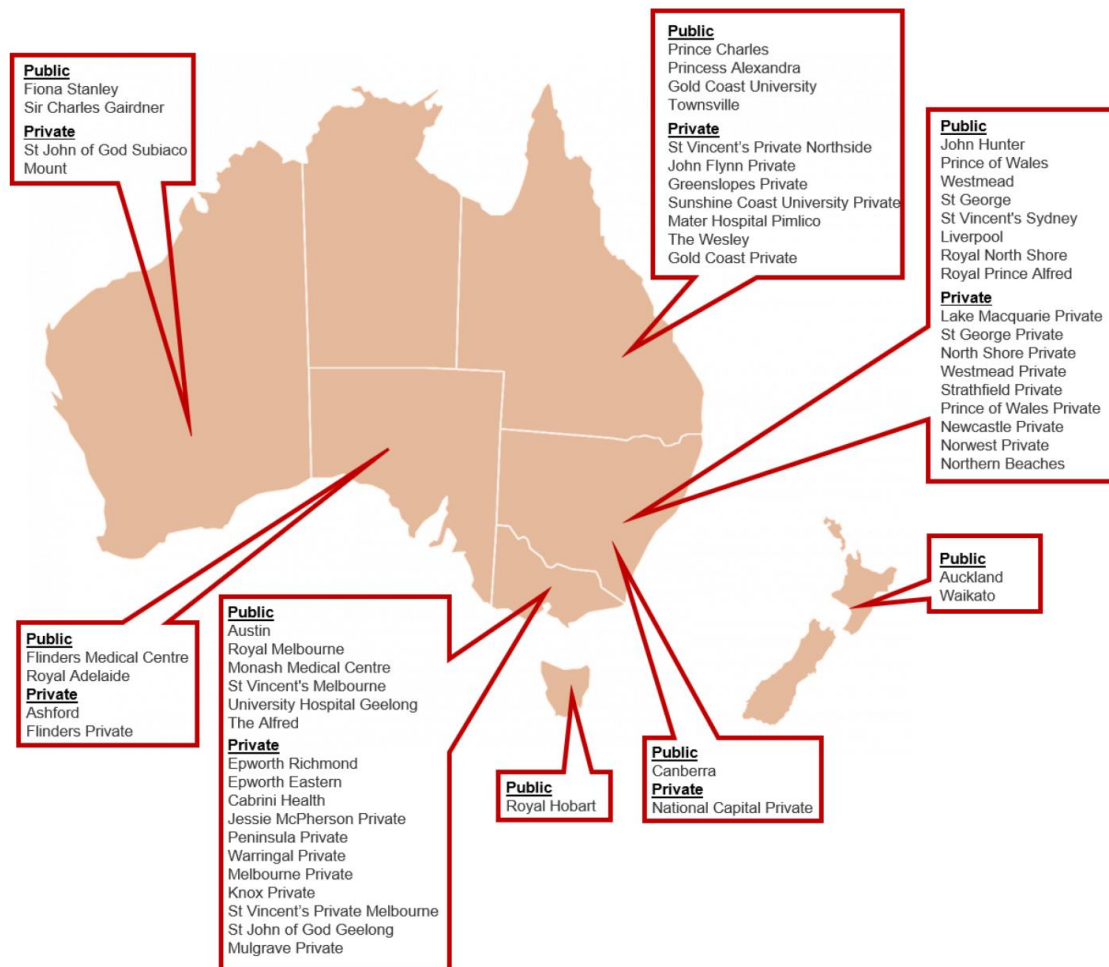 Public
Fiona Stanley
Sir Charles Gairdner
Private
St John of God Subiaco
Mount
Public
Prince Charles
Princess Alexandra
Gold Coast University
Townsville
Private
St Vincent's Private Northside
John Flynn Private
Greenslopes Private
Sunshine Coast University Private
Mater Hospital Pimlico
The Wesley
Gold Coast Private
Public
John Hunter
Prince of Wales
Westmead
St George
St Vincent's Sydney
Liverpool
Royal North Shore
Royal Prince Alfred
Private
Lake Macquarie Private
St George Private
North Shore Private
Westmead Private
Strathfield Private
Prince of Wales Private
Newcastle Private
Norwest Private
Northern Beaches
Public
Auckland
Waikato
Public
Flinders Medical Centre
Royal Adelaide
Private
Ashford
Flinders Private
Public
Austin
Royal Melbourne
Monash Medical Centre
St Vincent's Melbourne
University Hospital Geelong
The Alfred
Private
Epworth Richmond
Epworth Eastern
Cabrini Health
Jessie McPherson Private
Peninsula Private
Warringal Private
Melbourne Private
Knox Private
St Vincent's Private Melbourne
St John of God Geelong
Mulgrave Private
Public
Royal Hobart
Public
Canberra
Private
National Capital Private